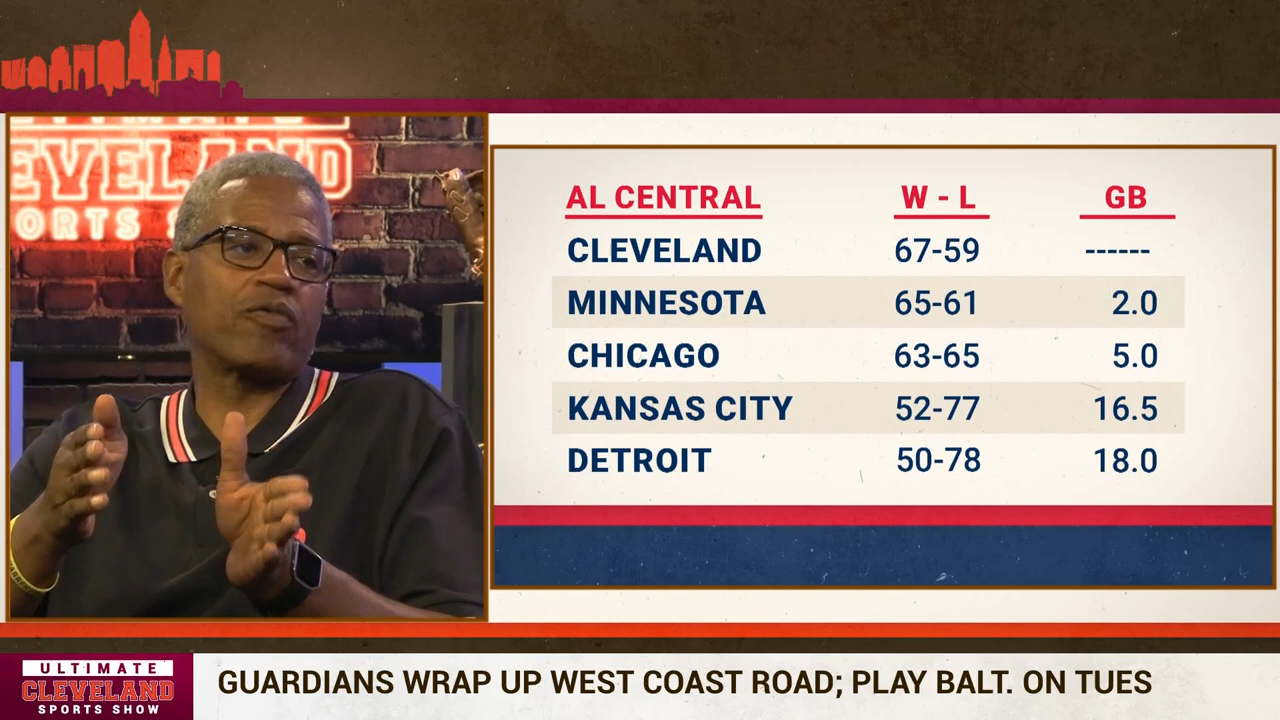 EVELAND
ORTS S
AL CENTRAL W - L GB
CLEVELAND 67-59 ------
MINNESOTA 65-61 2.0
CHICAGO 63-65 5.0
KANSAS CITY 52-77 16.5
DETROIT 50-78 18.0
ULTIMATE
CLEVELAND
SPORTS SHOW
GUARDIANS WRAP UP WEST COAST ROAD; PLAY BALT. ON TUES